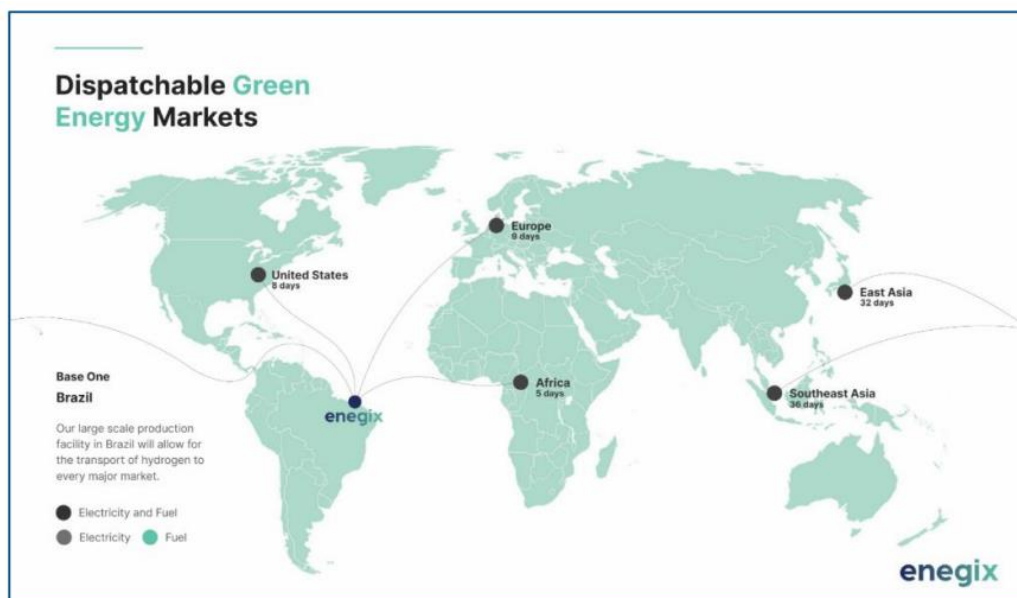 Dispatchable Green
Energy Markets
United States
8 days
Europe
9 days
East Asia
32 days
Africa
5 days
Southeast Asia
36 days
enegix
Base One
Brazil
Our large scale production
facility in Brazil will allow for
the transport of hydrogen to
every major market.
Electricity and Fuel
Electricity
Fuel
enegix